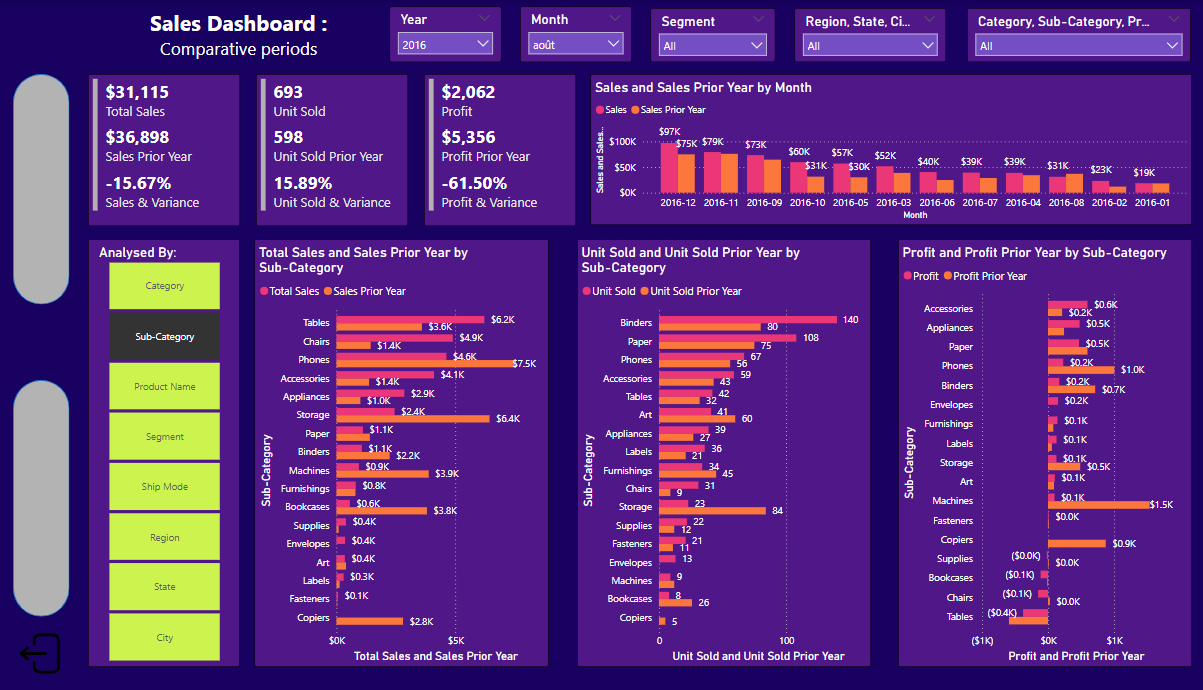 Sales Dashboard :
Comparative periods
Year
2016
Month
août
Segment
All
Region, State, Ci...
All
Category, Sub-Category, Pr...
All
$31,115
Total Sales
$36,898
Sales Prior Year
-15.67%
Sales & Variance
693
Unit Sold
598
Unit Sold Prior Year
15.89%
Unit Sold & Variance
$2,062
Profit
$5,356
Profit Prior Year
-61.50%
Profit & Variance
Sales and Sales Prior Year by Month
Sales Sales Prior Year
Sales and Sales...
$100K
$50K
$0K
$97K $75K $79K $73K $60K $31K $57K $30K $52K $40K $39K $39K $31K $23K $19K
2016-12 2016-11 2016-09 2016-10 2016-05 2016-03 2016-06 2016-07 2016-04 2016-08 2016-02 2016-01
Month
Analysed By:
Category
Sub-Category
Product Name
Segment
Ship Mode
Region
State
City
Total Sales and Sales Prior Year by
Sub-Category
Total Sales Sales Prior Year
Sub-Category
Tables $6.2K $3.6K
Chairs $4.9K $1.4K
Phones $4.6K $7.5K
Accessories $4.1K $1.4K
Appliances $2.9K $1.0K
Storage $2.4K $6.4K
Paper $1.1K
Binders $1.1K $2.2K
Machines $0.9K $3.9K
Furnishings $0.8K
Bookcases $0.6K $3.8K
Supplies $0.4K
Envelopes $0.4K
Art $0.4K
Labels $0.3K
Fasteners $0.1K
Copiers $2.8K
$0K $5K
Total Sales and Sales Prior Year
Unit Sold and Unit Sold Prior Year by
Sub-Category
Unit Sold Unit Sold Prior Year
Sub-Category
Binders 140 80
Paper 108 75
Phones 67 56
Accessories 59 43
Tables 42 32
Art 41 60
Appliances 39 27
Labels 36 21
Furnishings 34 45
Chairs 31 9
Storage 23 84
Supplies 22 12
Fasteners 21 11
Envelopes 13
Machines 9
Bookcases 8 26
Copiers 5
0 100
Unit Sold and Unit Sold Prior Year
Profit and Profit Prior Year by Sub-Category
Profit Profit Prior Year
Sub-Category
Accessories $0.6K $0.2K
Appliances $0.5K
Paper $0.5K
Phones $0.2K $1.0K
Binders $0.2K $0.7K
Envelopes $0.2K
Furnishings $0.1K
Labels $0.1K
Storage $0.1K $0.5K
Art $0.1K
Machines $0.1K $1.5K
Fasteners $0.0K
Copiers $0.9K
Supplies ($0.0K) $0.0K
Bookcases ($0.1K)
Chairs ($0.1K) $0.0K
Tables ($0.4K)
($1K) $0K $1K
Profit and Profit Prior Year